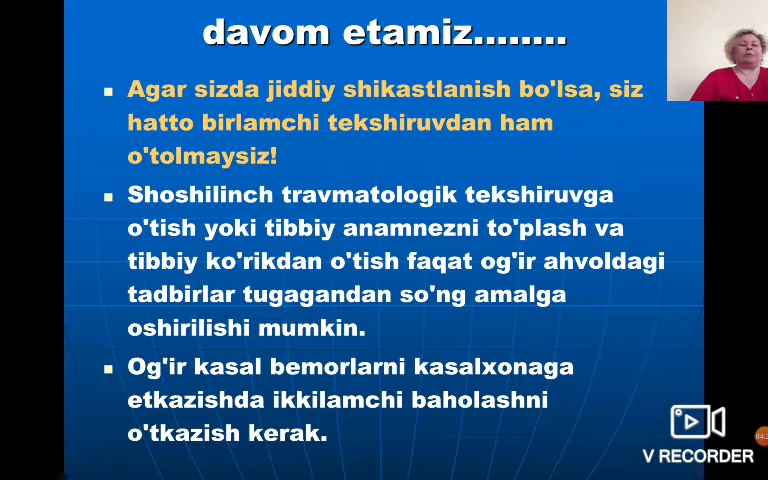 davom etamiz........
Agar sizda jiddiy shikastlanish bo'lsa, siz
hatto birlamchi tekshiruvdan ham
o'tolmaysiz!
Shoshilinch travmatologik tekshiruvga
o'tish yoki tibbiy anamnezni to'plash va
tibbiy ko'rikdan o'tish faqat og'ir ahvoldagi
tadbirlar tugagandan so'ng amalga
oshirilishi mumkin.
Og'ir kasal bemorlarni kasalxonaga
etkazishda ikkilamchi baholashni
o'tkazish kerak.
V RECORDER